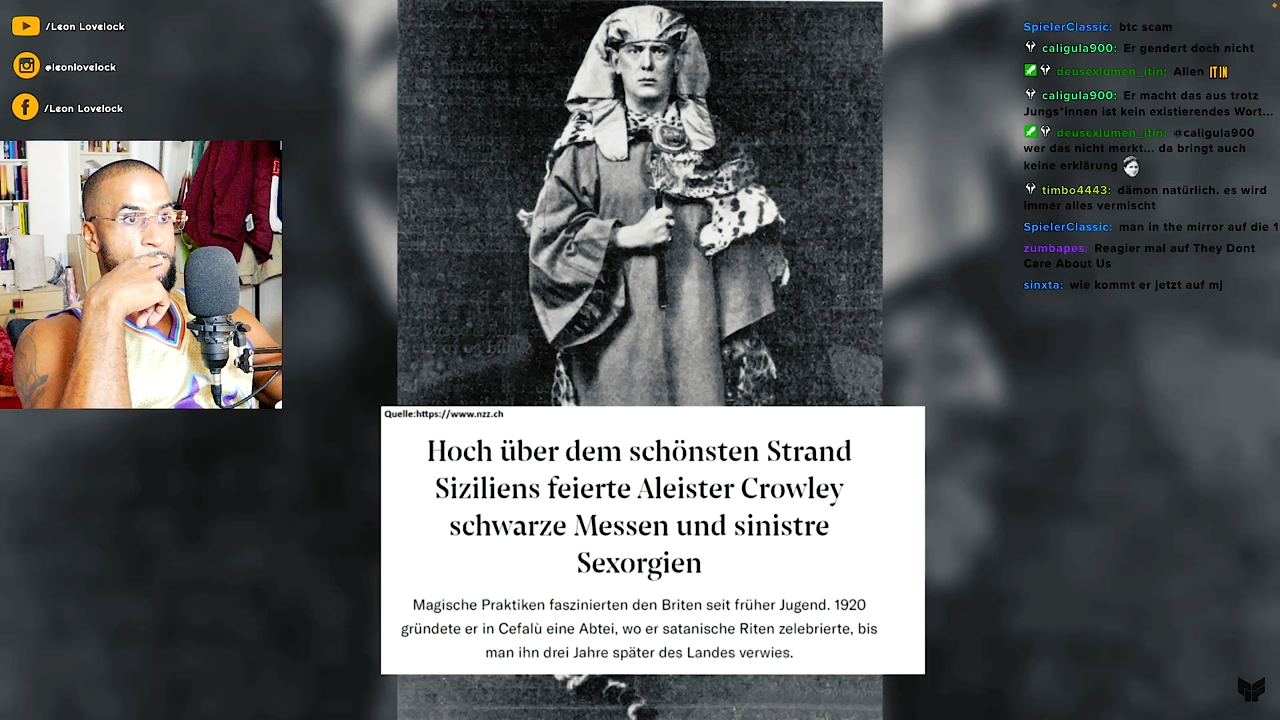 /Leon Lovelock
@leonlovelock
/Leon Lovelock
SpielerClassic: btc scam
caligula900: Er gendert doch nicht
deusexlumen_itin: Alien IT IN
caligula900: Er macht das aus trotz
Jungs*innen ist kein existierendes Wort...
deusexlumen_itin: @caligula900
wer das nicht merkt... da bringt auch
keine erklärung
timbo4443: dämon natürlich. es wird
immer alles vermischt
SpielerClassic: man in the mirror auf die 1
zumbapes: Reagier mal auf They Dont
Care About Us
sinxta: wie kommt er jetzt auf mj
Quelle:https://www.nzz.ch
Hoch über dem schönsten Strand
Siziliens feierte Aleister Crowley
schwarze Messen und sinistre
Sexorgien
Magische Praktiken faszinierten den Briten seit früher Jugend. 1920
gründete er in Cefalù eine Abtei, wo er satanische Riten zelebrierte, bis
man ihn drei Jahre später des Landes verwies.